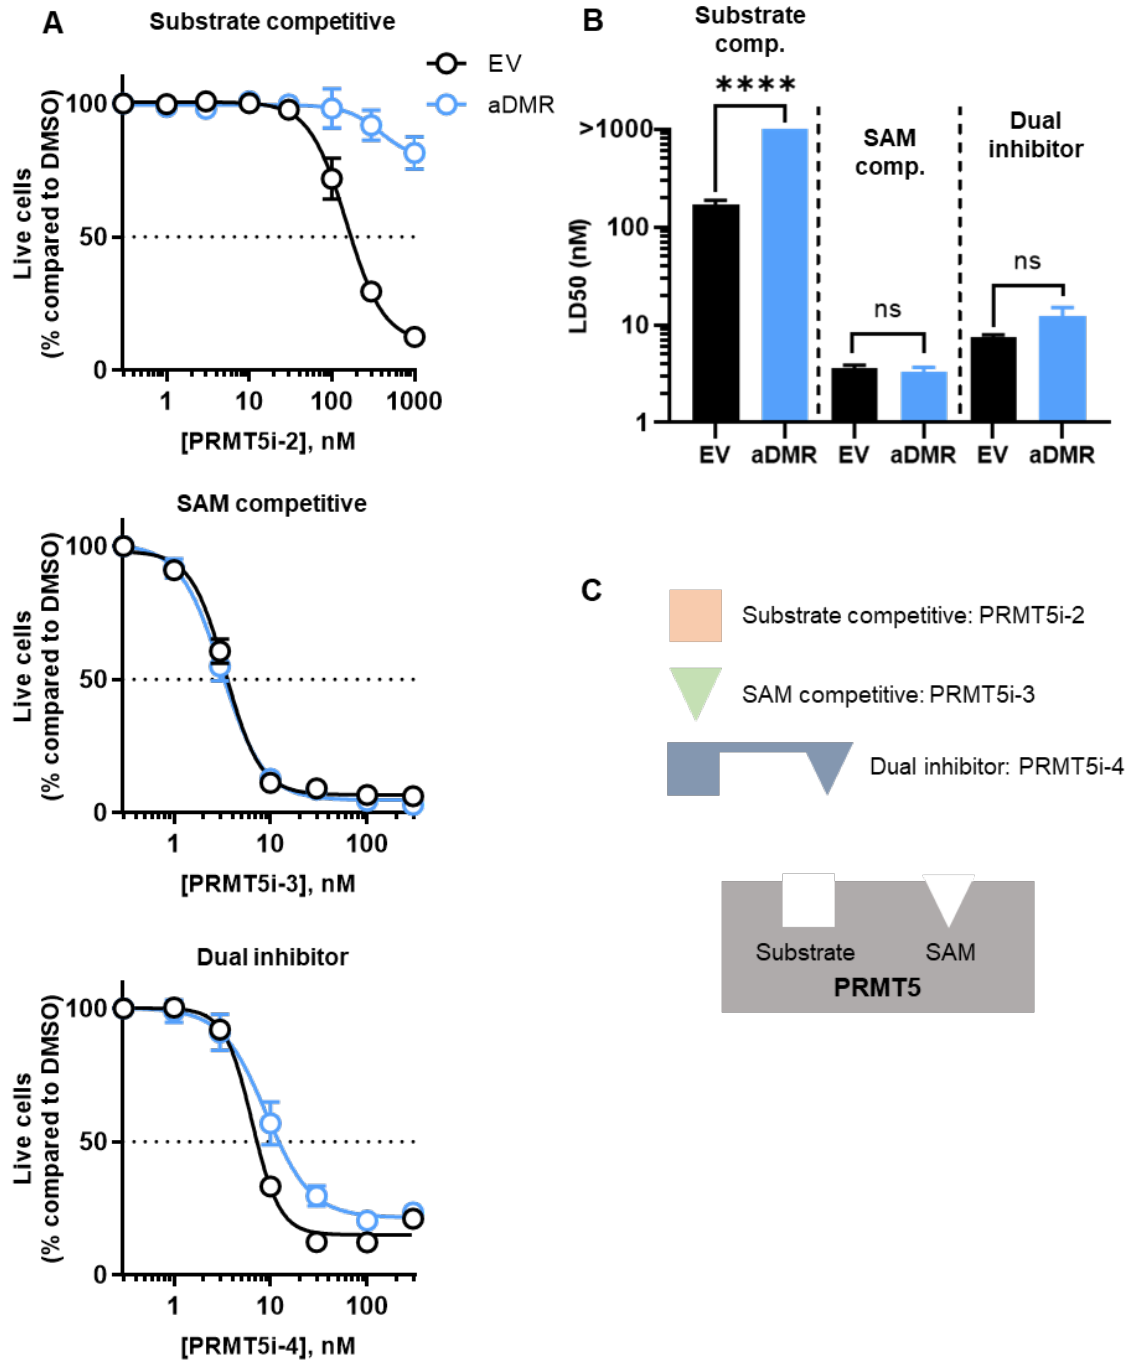 A
Substrate competitive
EV
aDMR
Live cells
(% compared to DMSO)
100
50
0
1
10
100
1000
[PRMT5i-2], nM
SAM competitive
Live cells
(% compared to DMSO)
100
50
0
1
10
100
[PRMT5i-3], nM
Dual inhibitor
Live cells
(% compared to DMSO)
100
50
0
1
10
100
[PRMT5i-4], nM
B
Substrate
comp.
****
SAM
comp.
Dual
inhibitor
ns
ns
LD50 (nM)
>1000
100
10
1
EV
aDMR
EV
aDMR
EV
aDMR
C
Substrate competitive: PRMT5i-2
SAM competitive: PRMT5i-3
Dual inhibitor: PRMT5i-4
Substrate
SAM
PRMT5